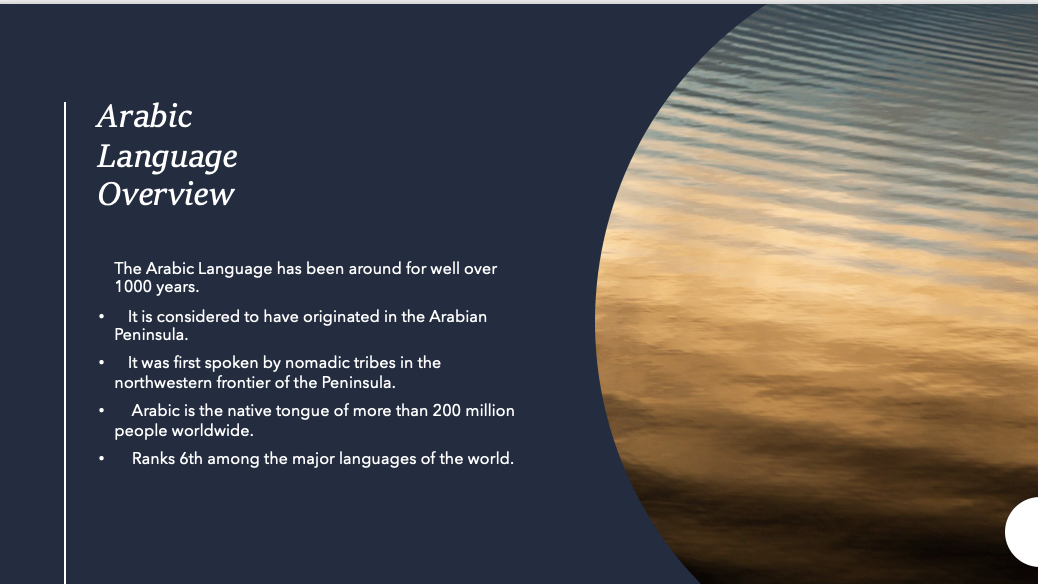 Arabic
Language
Overview
The Arabic Language has been around for well over
1000 years.
• It is considered to have originated in the Arabian
Peninsula.
• It was first spoken by nomadic tribes in the
northwestern frontier of the Peninsula.
• Arabic is the native tongue of more than 200 million
people worldwide.
• Ranks 6th among the major languages of the world.